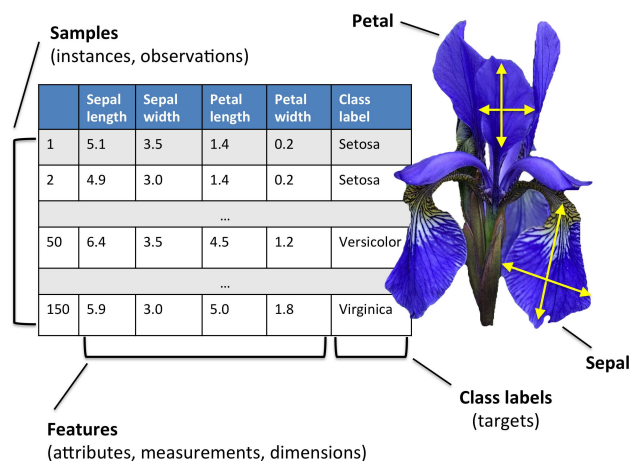 Samples
(instances, observations)
Petal
Sepal length Sepal width Petal length Petal width Class label
1 5.1 3.5 1.4 0.2 Setosa
2 4.9 3.0 1.4 0.2 Setosa
...
50 6.4 3.5 4.5 1.2 Versicolor
...
150 5.9 3.0 5.0 1.8 Virginica
Sepal
Class labels
(targets)
Features
(attributes, measurements, dimensions)